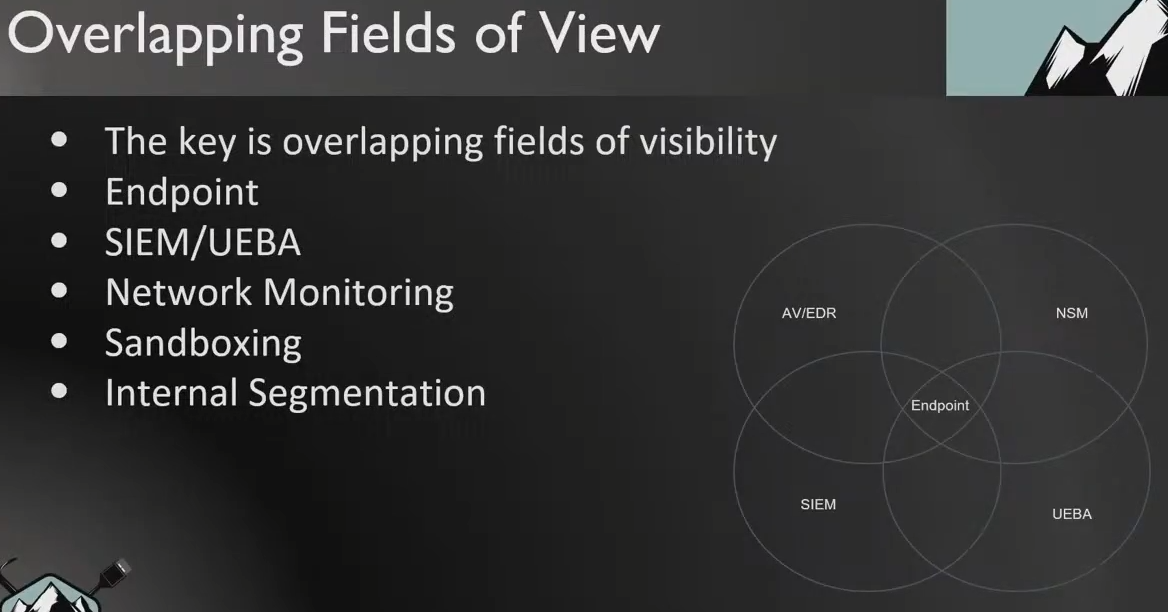 Overlapping Fields of View
• The key is overlapping fields of visibility
• Endpoint
• SIEM/UEBA
• Network Monitoring
• Sandboxing
• Internal Segmentation
AV/EDR
NSM
Endpoint
SIEM
UEBA